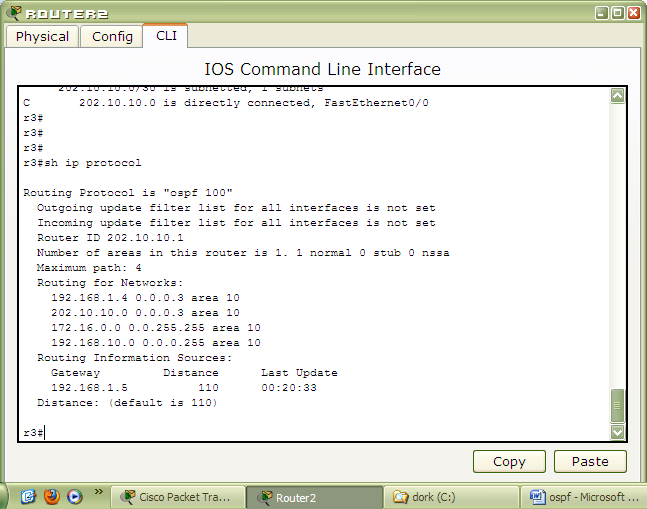 ROUTER2
Physical Config CLI
IOS Command Line Interface
202.10.10.0/30 is subnetted, 1 subnets
C       202.10.10.0 is directly connected, FastEthernet0/0
r3#
r3#
r3#
r3#sh ip protocol
Routing Protocol is "ospf 100"
  Outgoing update filter list for all interfaces is not set
  Incoming update filter list for all interfaces is not set
  Router ID 202.10.10.1
  Number of areas in this router is 1. 1 normal 0 stub 0 nssa
  Maximum path: 4
  Routing for Networks:
    192.168.1.4 0.0.0.3 area 10
    202.10.10.0 0.0.0.3 area 10
    172.16.0.0 0.0.255.255 area 10
    192.168.10.0 0.0.0.255 area 10
  Routing Information Sources:
    Gateway         Distance      Last Update
    192.168.1.5          110      00:20:33
  Distance: (default is 110)
r3#
Copy Paste
» Cisco Packet Tra... Router2 dork (C:) ospf - Microsoft ...